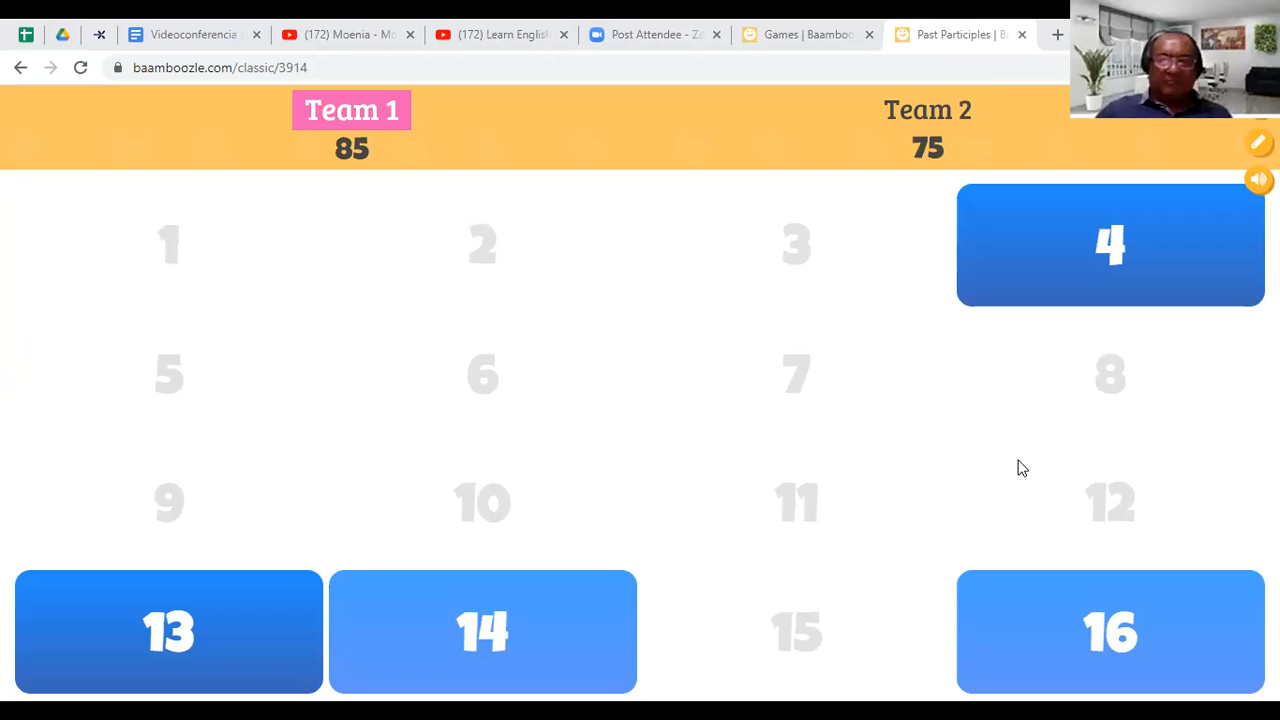 Videoconferencia
(172) Moenia - Mo
(172) Learn English
Post Attendee - Zo
Games | Baamboo
Past Participles | B
baamboozle.com/classic/3914
Team 1
85
Team 2
75
1
2
3
4
5
6
7
8
9
10
11
12
13
14
15
16